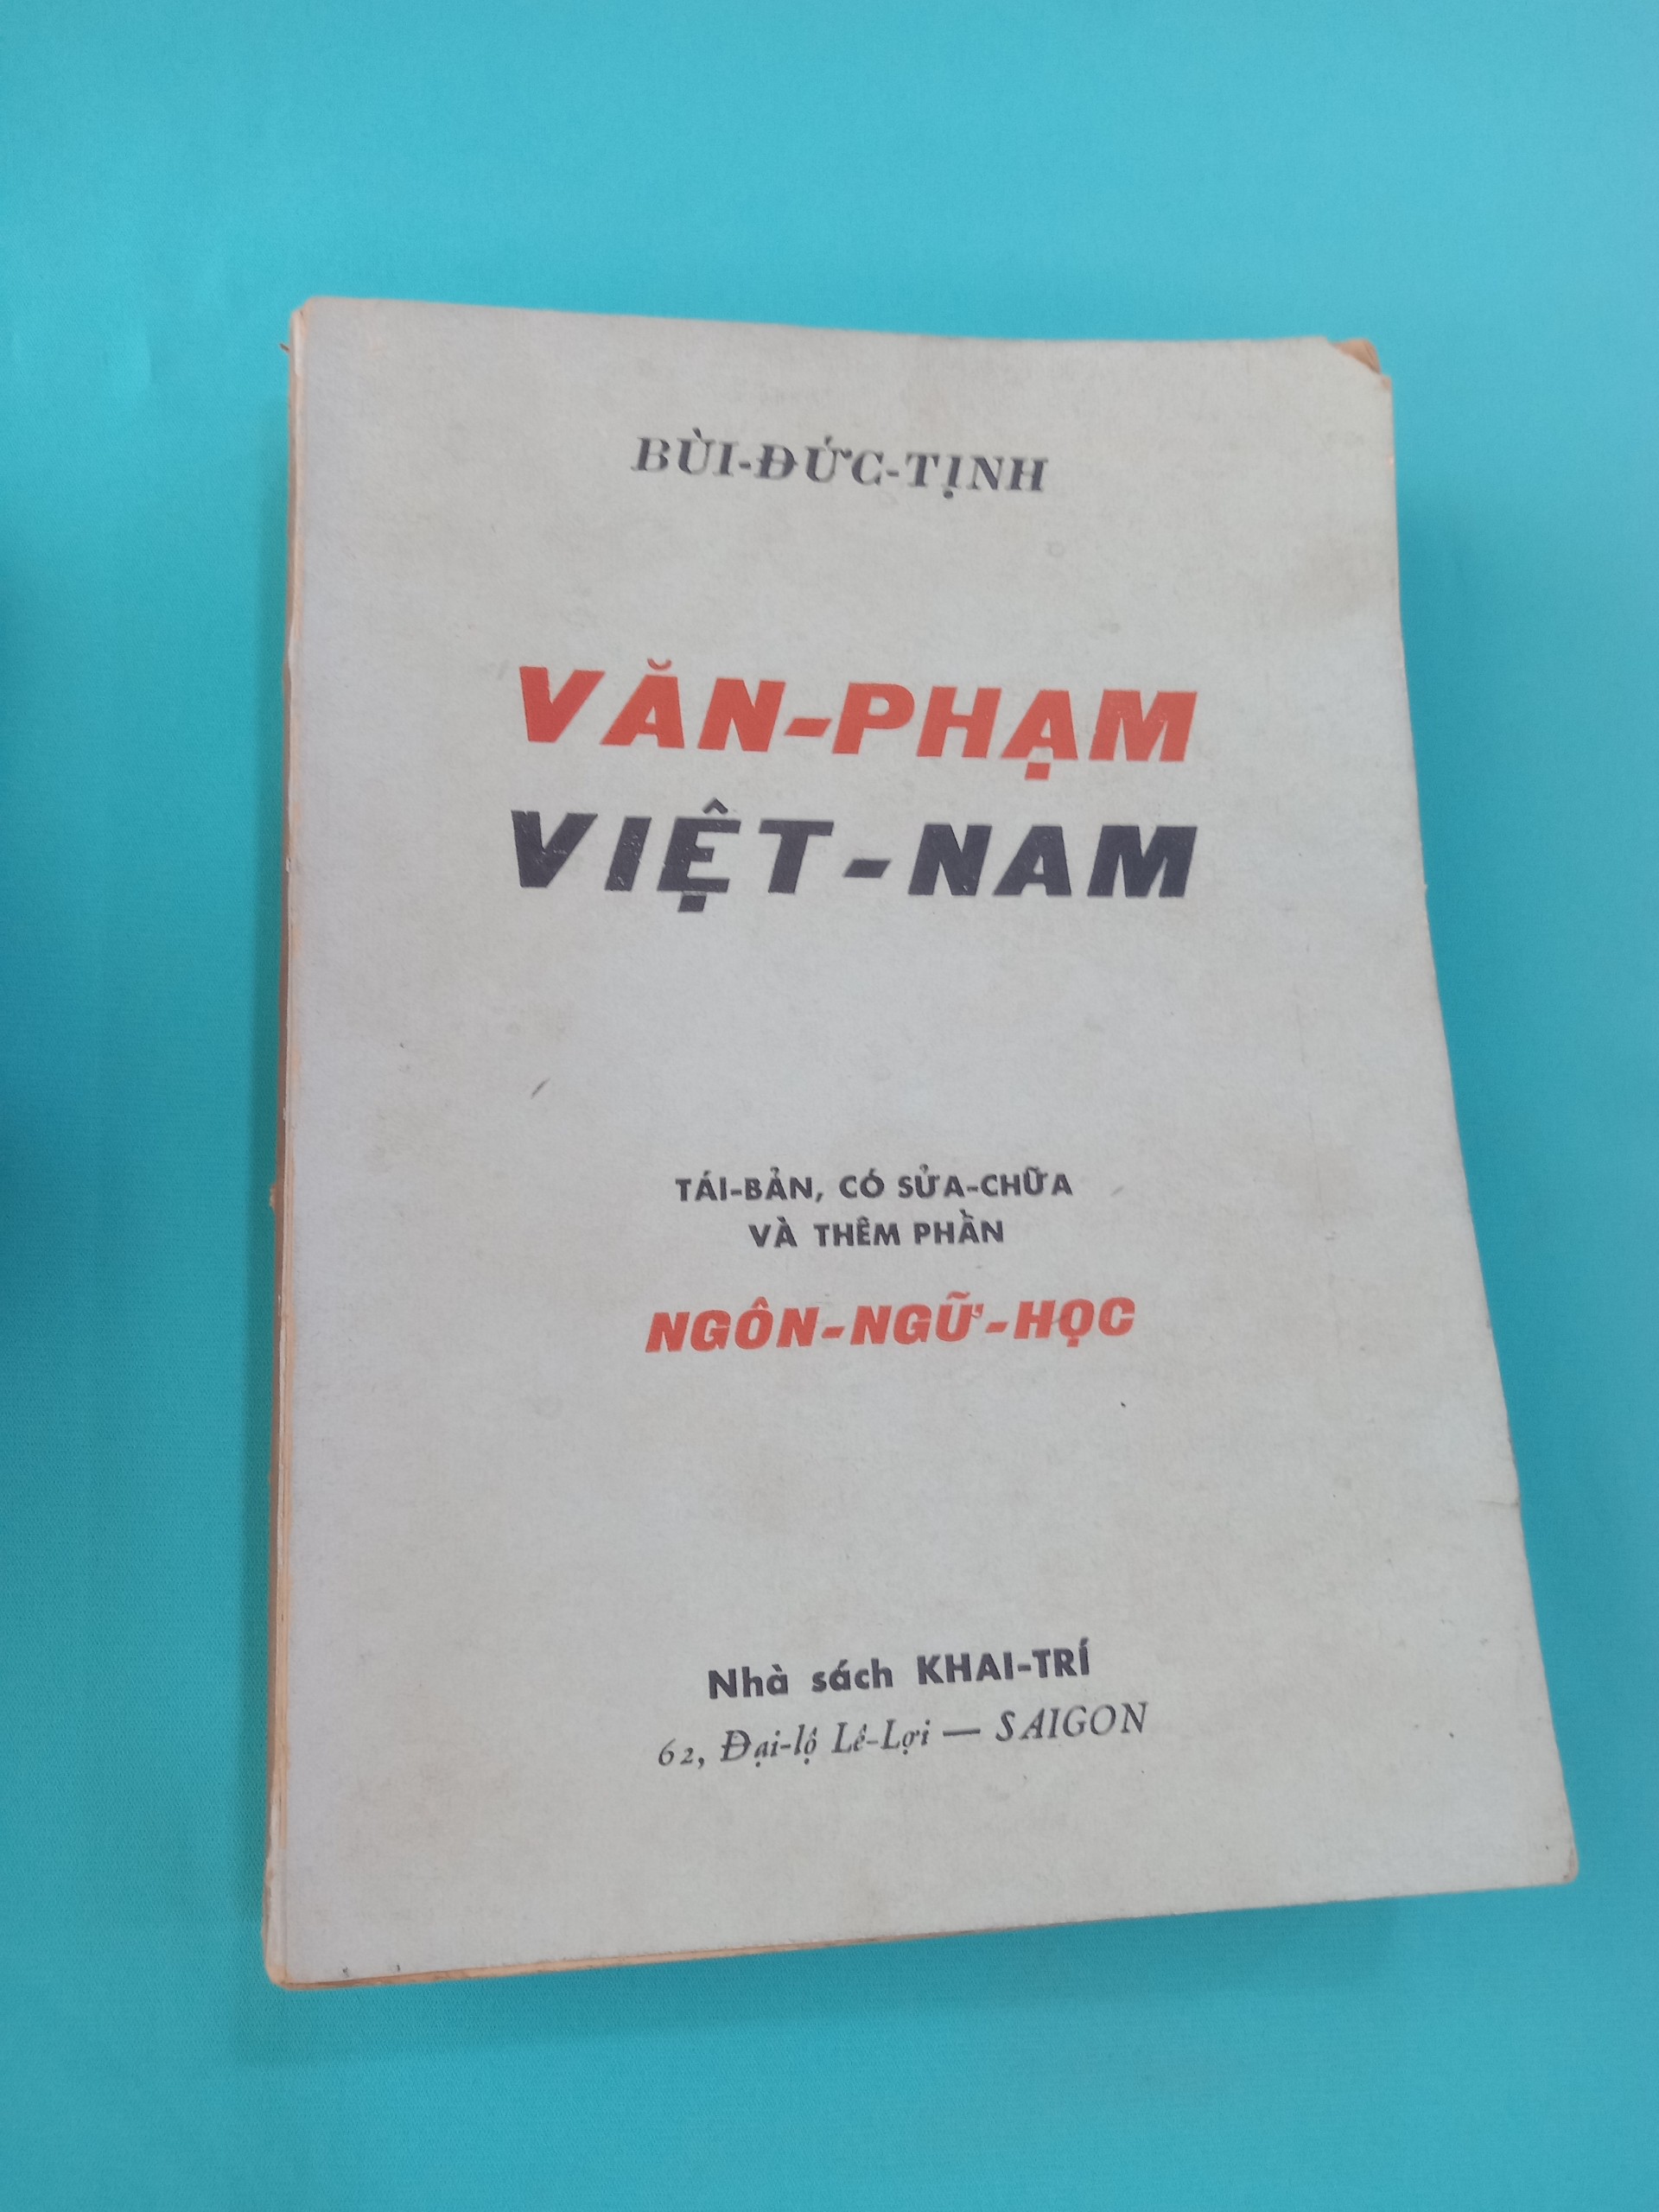 BÙI-ĐỨC-TỊNH
VĂN-PHẠM
VIỆT-NAM
TÁI-BẢN, CÓ SỬA-CHỮA
VÀ THÊM PHẦN
NGÔN-NGỮ-HỌC
Nhà sách KHAI-TRÍ
62, Đại-lộ Lê-Lợi — SAIGON